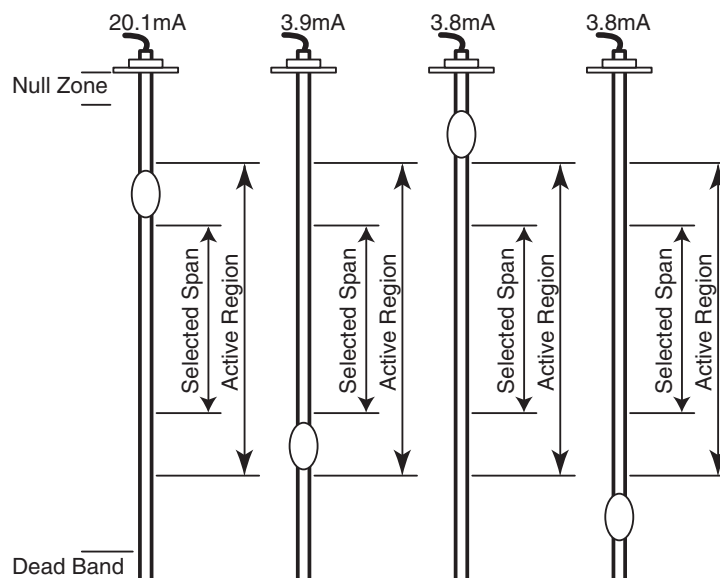 20.1mA
3.9mA
3.8mA
3.8mA
Null Zone
Selected Span
Active Region
Selected Span
Active Region
Selected Span
Active Region
Selected Span
Active Region
Dead Band